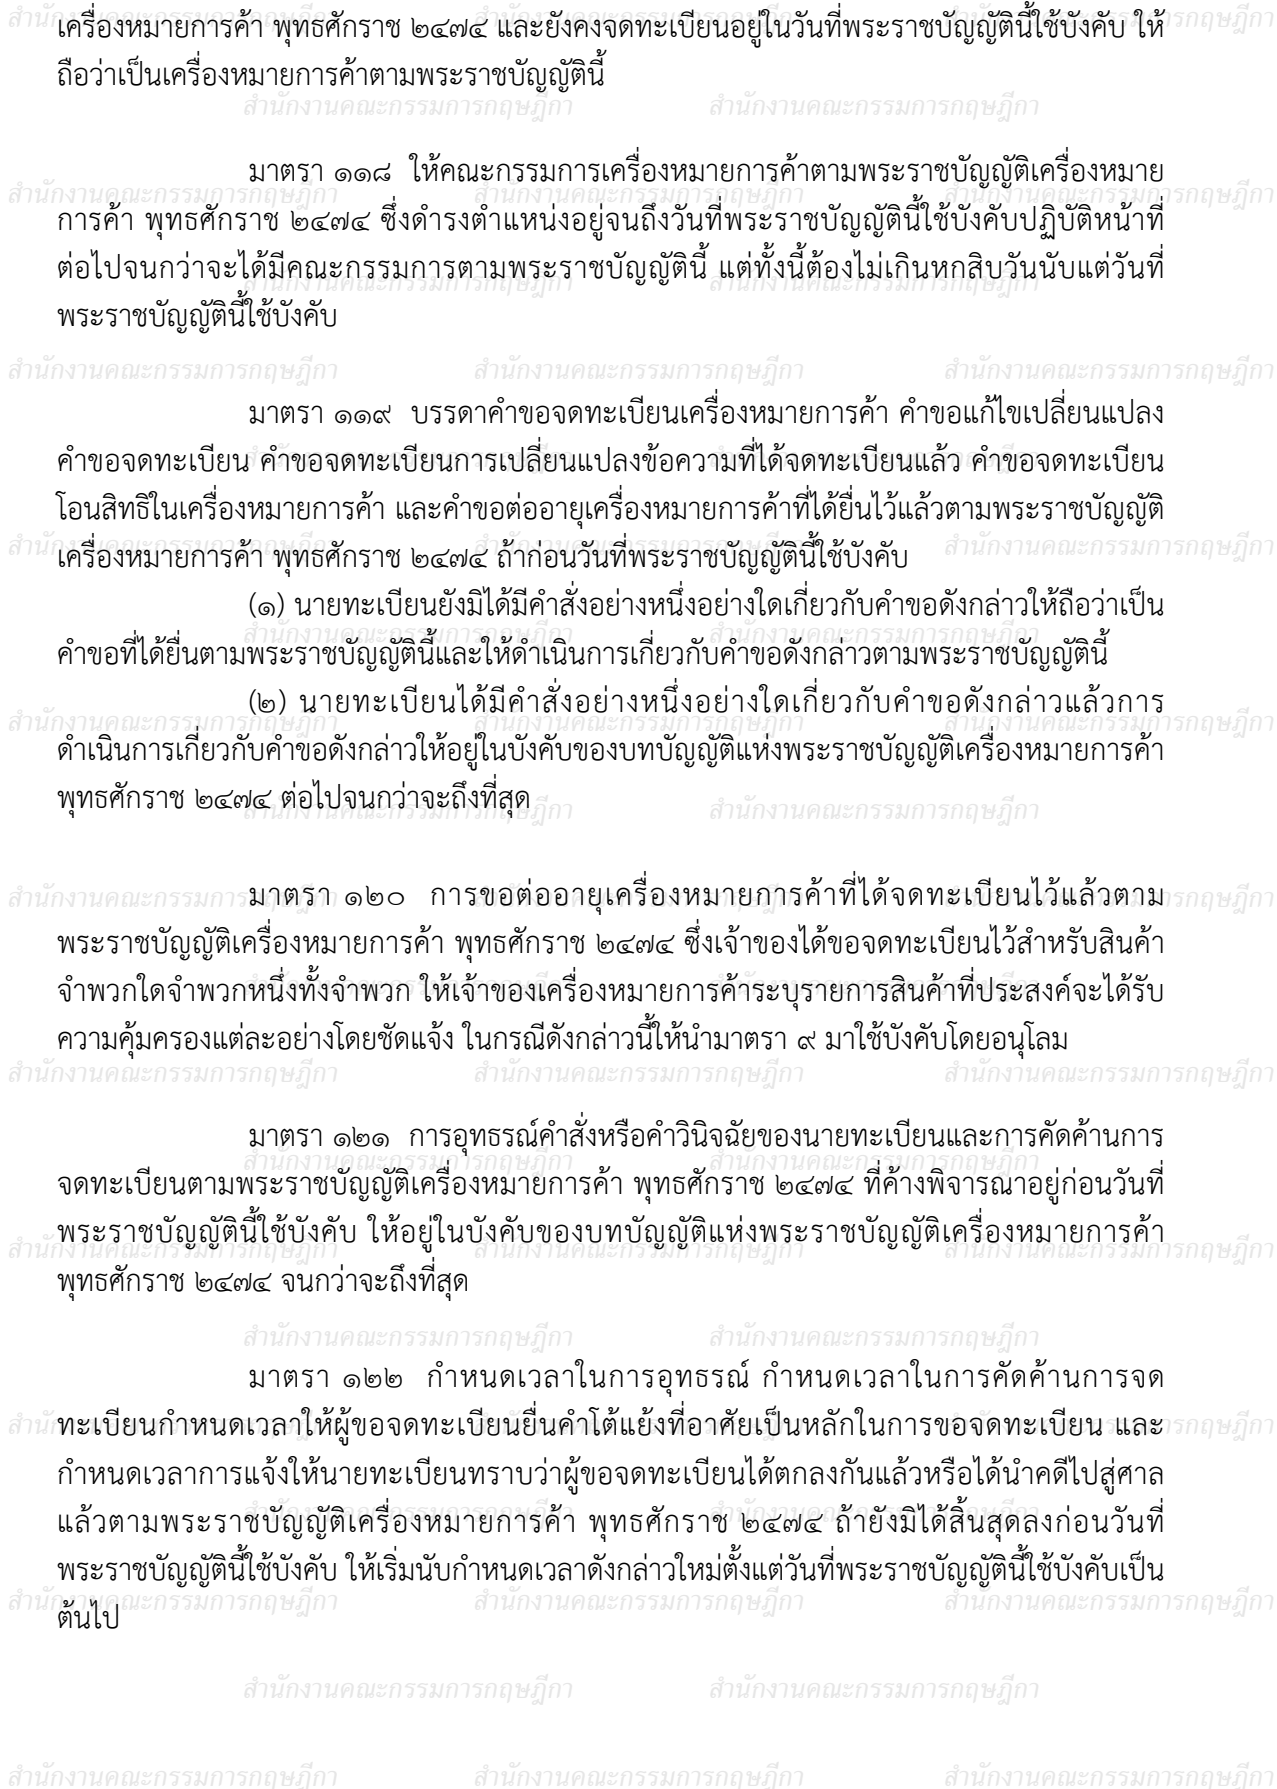 เครื่องหมายการค้า พุทธศักราช ๒๔๗๔ และยังคงจดทะเบียนอยู่ในวันที่พระราชบัญญัตินี้ใช้บังคับ ให้
ถือว่าเป็นเครื่องหมายการค้าตามพระราชบัญญัตินี้
มาตรา ๑๑๘  ให้คณะกรรมการเครื่องหมายการค้าตามพระราชบัญญัติเครื่องหมาย
การค้า พุทธศักราช ๒๔๗๔ ซึ่งดำรงตำแหน่งอยู่จนถึงวันที่พระราชบัญญัตินี้ใช้บังคับปฏิบัติหน้าที่
ต่อไปจนกว่าจะได้มีคณะกรรมการตามพระราชบัญญัตินี้ แต่ทั้งนี้ต้องไม่เกินหกสิบวันนับแต่วันที่
พระราชบัญญัตินี้ใช้บังคับ
มาตรา ๑๑๙  บรรดาคำขอจดทะเบียนเครื่องหมายการค้า คำขอแก้ไขเปลี่ยนแปลง
คำขอจดทะเบียน คำขอจดทะเบียนการเปลี่ยนแปลงข้อความที่ได้จดทะเบียนแล้ว คำขอจดทะเบียน
โอนสิทธิในเครื่องหมายการค้า และคำขอต่ออายุเครื่องหมายการค้าที่ได้ยื่นไว้แล้วตามพระราชบัญญัติ
เครื่องหมายการค้า พุทธศักราช ๒๔๗๔ ถ้าก่อนวันที่พระราชบัญญัตินี้ใช้บังคับ
(๑) นายทะเบียนยังมิได้มีคำสั่งอย่างหนึ่งอย่างใดเกี่ยวกับคำขอดังกล่าวให้ถือว่าเป็น
คำขอที่ได้ยื่นตามพระราชบัญญัตินี้และให้ดำเนินการเกี่ยวกับคำขอดังกล่าวตามพระราชบัญญัตินี้
(๒) นายทะเบียนได้มีคำสั่งอย่างหนึ่งอย่างใดเกี่ยวกับคำขอดังกล่าวแล้วการ
ดำเนินการเกี่ยวกับคำขอดังกล่าวให้อยู่ในบังคับของบทบัญญัติแห่งพระราชบัญญัติเครื่องหมายการค้า
พุทธศักราช ๒๔๗๔ ต่อไปจนกว่าจะถึงที่สุด
มาตรา ๑๒๐  การขอต่ออายุเครื่องหมายการค้าที่ได้จดทะเบียนไว้แล้วตาม
พระราชบัญญัติเครื่องหมายการค้า พุทธศักราช ๒๔๗๔ ซึ่งเจ้าของได้ขอจดทะเบียนไว้สำหรับสินค้า
จำพวกใดจำพวกหนึ่งทั้งจำพวก ให้เจ้าของเครื่องหมายการค้าระบุรายการสินค้าที่ประสงค์จะได้รับ
ความคุ้มครองแต่ละอย่างโดยชัดแจ้ง ในกรณีดังกล่าวนี้ให้นำมาตรา ๙ มาใช้บังคับโดยอนุโลม
มาตรา ๑๒๑  การอุทธรณ์คำสั่งหรือคำวินิจฉัยของนายทะเบียนและการคัดค้านการ
จดทะเบียนตามพระราชบัญญัติเครื่องหมายการค้า พุทธศักราช ๒๔๗๔ ที่ค้างพิจารณาอยู่ก่อนวันที่
พระราชบัญญัตินี้ใช้บังคับ ให้อยู่ในบังคับของบทบัญญัติแห่งพระราชบัญญัติเครื่องหมายการค้า
พุทธศักราช ๒๔๗๔ จนกว่าจะถึงที่สุด
มาตรา ๑๒๒  กำหนดเวลาในการอุทธรณ์ กำหนดเวลาในการคัดค้านการจด
ทะเบียนกำหนดเวลาให้ผู้ขอจดทะเบียนยื่นคำโต้แย้งที่อาศัยเป็นหลักในการขอจดทะเบียน และ
กำหนดเวลาการแจ้งให้นายทะเบียนทราบว่าผู้ขอจดทะเบียนได้ตกลงกันแล้วหรือได้นำคดีไปสู่ศาล
แล้วตามพระราชบัญญัติเครื่องหมายการค้า พุทธศักราช ๒๔๗๔ ถ้ายังมิได้สิ้นสุดลงก่อนวันที่
พระราชบัญญัตินี้ใช้บังคับ ให้เริ่มนับกำหนดเวลาดังกล่าวใหม่ตั้งแต่วันที่พระราชบัญญัตินี้ใช้บังคับเป็น
ต้นไป